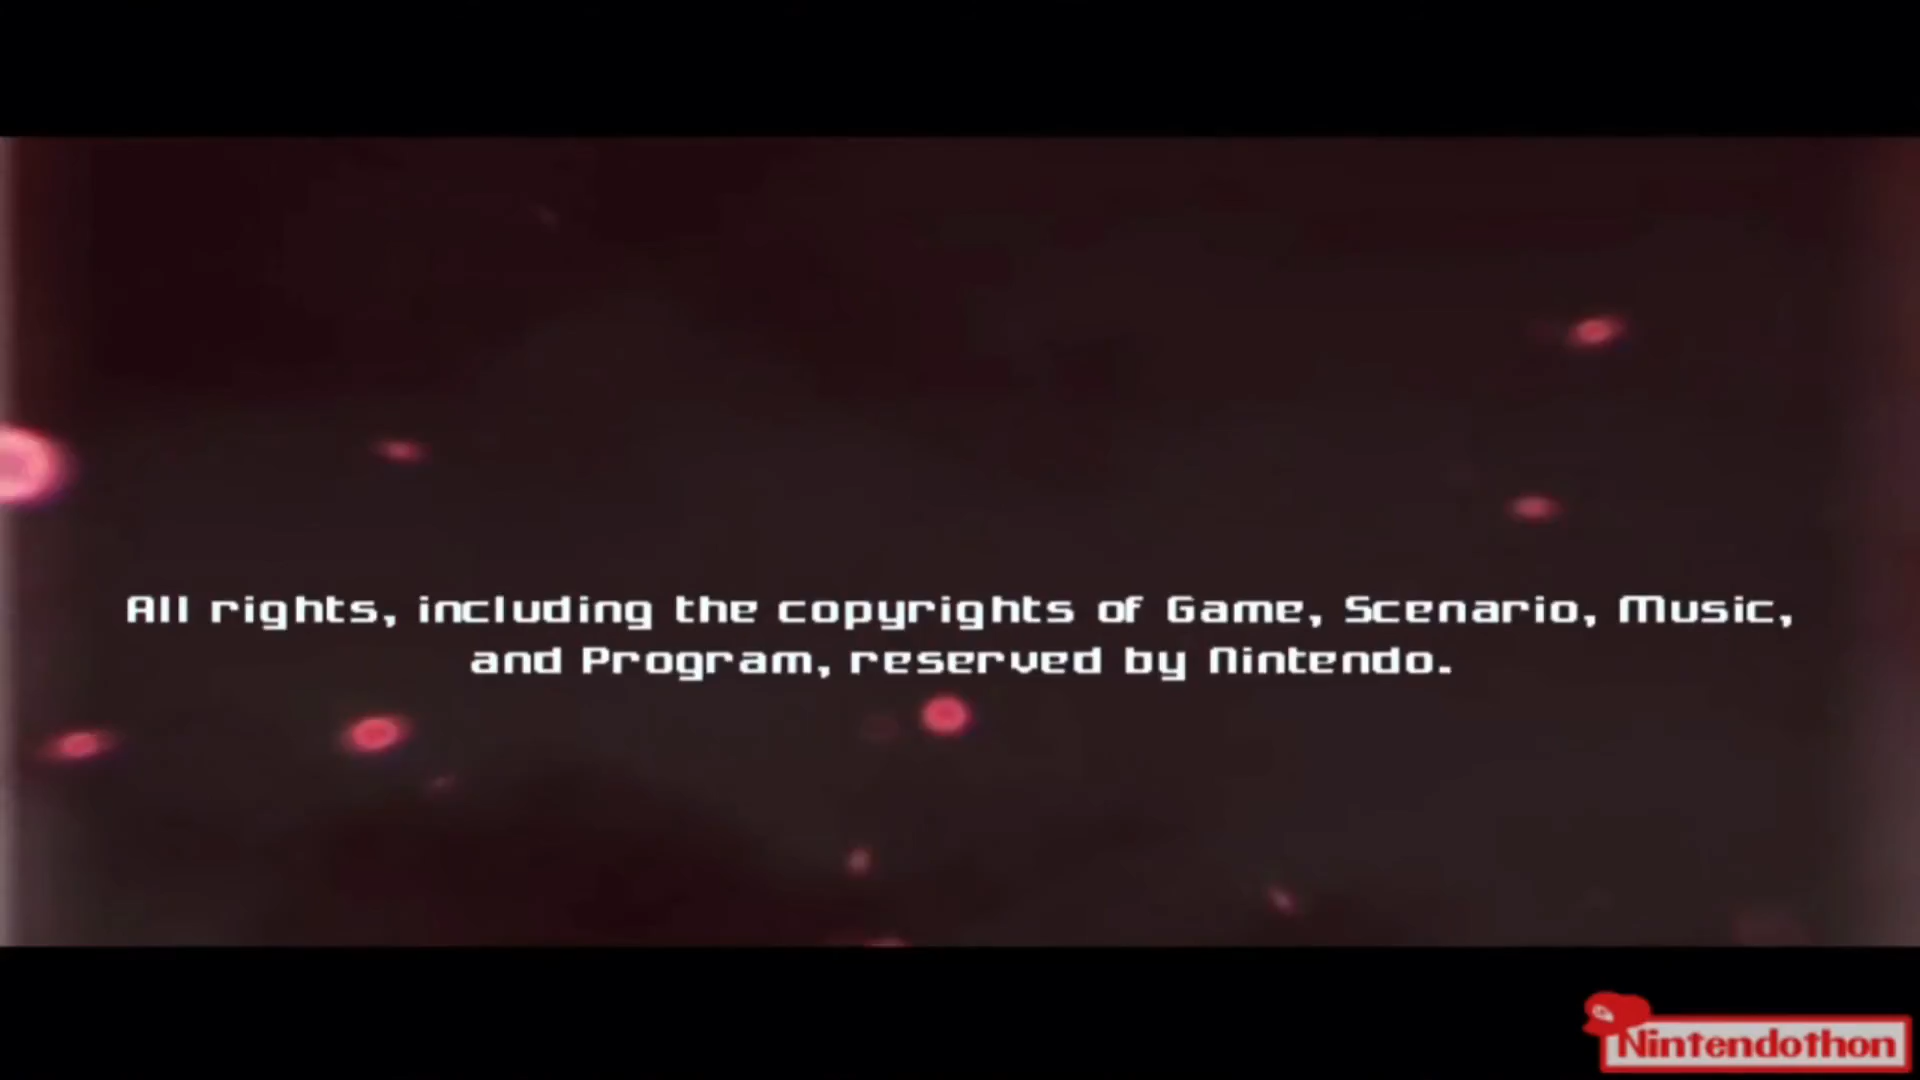 All rights, including the copyrights of Game, Scenario, Music,
and Program, reserved by Nintendo.
Nintendothon